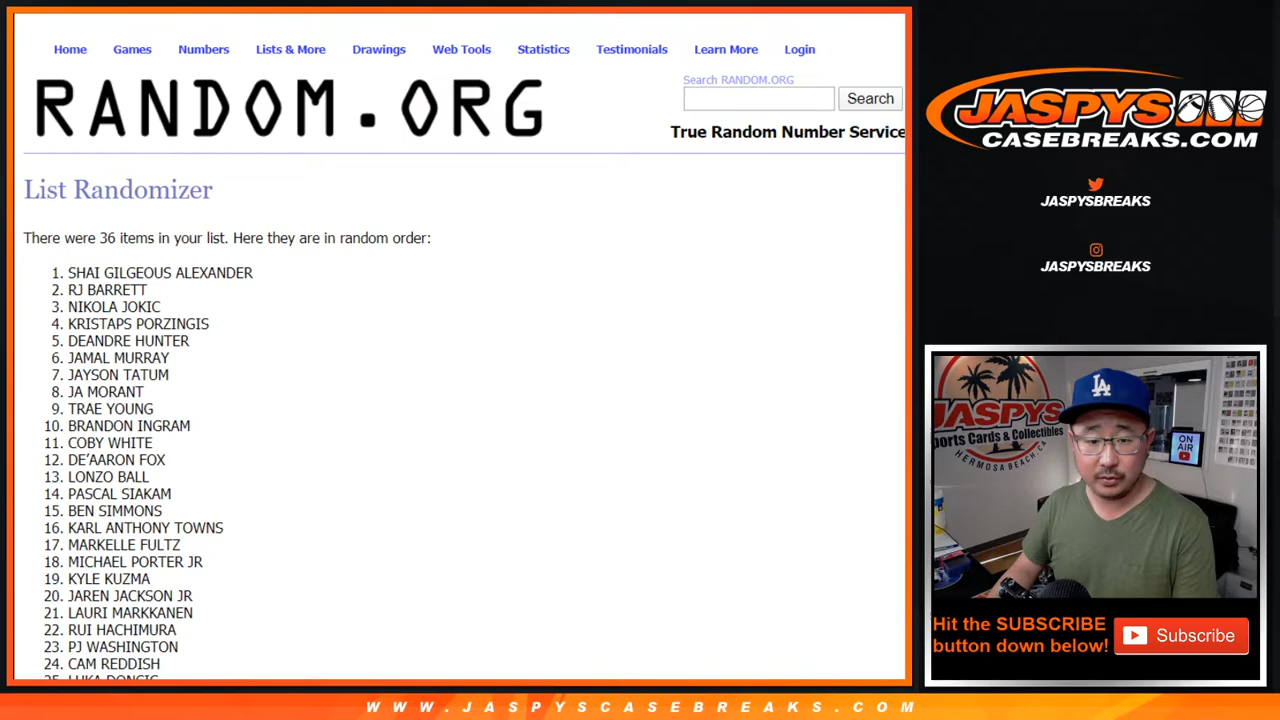 Home Games Numbers Lists & More Drawings Web Tools Statistics Testimonials Learn More Login
RANDOM.ORG
Search RANDOM.ORG
Search
True Random Number Service
List Randomizer
There were 36 items in your list. Here they are in random order:
1. SHAI GILGEOUS ALEXANDER
2. RJ BARRETT
3. NIKOLA JOKIC
4. KRISTAPS PORZINGIS
5. DEANDRE HUNTER
6. JAMAL MURRAY
7. JAYSON TATUM
8. JA MORANT
9. TRAE YOUNG
10. BRANDON INGRAM
11. COBY WHITE
12. DE’AARON FOX
13. LONZO BALL
14. PASCAL SIAKAM
15. BEN SIMMONS
16. KARL ANTHONY TOWNS
17. MARKELLE FULTZ
18. MICHAEL PORTER JR
19. KYLE KUZMA
20. JAREN JACKSON JR
21. LAURI MARKKANEN
22. RUI HACHIMURA
23. PJ WASHINGTON
24. CAM REDDISH
25. LUKA DONCIC
JASPYS
CASEBREAKS.COM
JASPYSBREAKS
JASPYSBREAKS
JASPYS
ports Cards & Collectibles
HERMOSA BEACH, CA
LA
ON
AIR
Hit the SUBSCRIBE
button down below!
Subscribe
WWW.JASPYSCASEBREAKS.COM